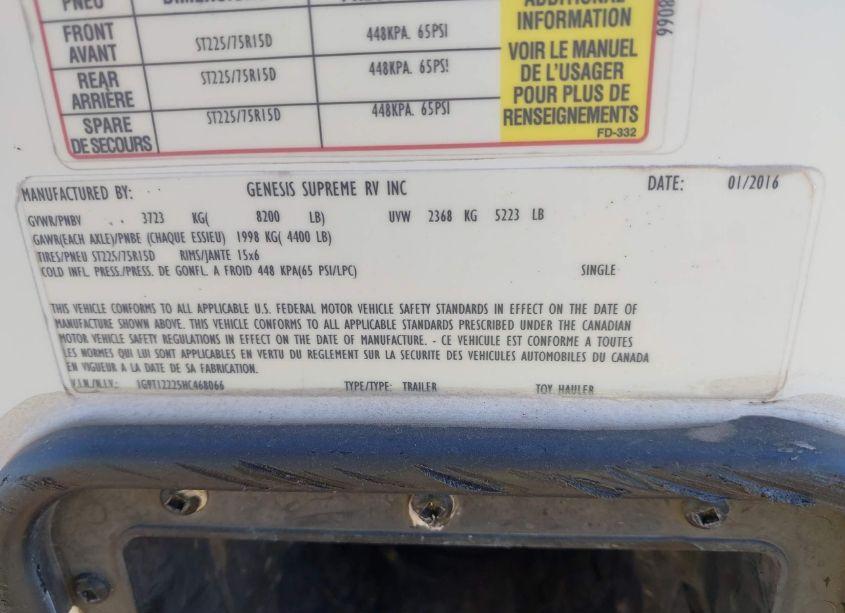 PNEU
ADDITIONAL
INFORMATION
FRONT
AVANT ST225/75R15D 448KPA. 65PSI
VOIR LE MANUEL
DE L'USAGER
POUR PLUS DE
RENSEIGNEMENTS
REAR
ARRIÈRE ST225/75R15D 448KPA. 65PSI
SPARE
DE SECOURS ST225/75R15D 448KPA. 65PSI
FD-332
MANUFACTURED BY: GENESIS SUPREME RV INC DATE: 01/2016
GVWR/PNBV 3723 KG( 8200 LB) UVW 2368 KG 5223 LB
GAWR(EACH AXLE)/PNBE (CHAQUE ESSIEU) 1998 KG( 4400 LB)
TIRES/PNEU ST225/75R15D RIMS/JANTE 15x6
COLD INFL. PRESS./PRESS. DE GONFL. A FROID 448 KPA(65 PSI/LPC) SINGLE
THIS VEHICLE CONFORMS TO ALL APPLICABLE U.S. FEDERAL MOTOR VEHICLE SAFETY STANDARDS IN EFFECT ON THE DATE OF
MANUFACTURE SHOWN ABOVE. THIS VEHICLE CONFORMS TO ALL APPLICABLE STANDARDS PRESCRIBED UNDER THE CANADIAN
MOTOR VEHICLE SAFETY REGULATIONS IN EFFECT ON THE DATE OF MANUFACTURE. - CE VEHICULE EST CONFORME A TOUTES
LES NORMES QUI LUI SONT APPLICABLES EN VERTU DU REGLEMENT SUR LA SECURITE DES VEHICULES AUTOMOBILES DU CANADA
EN VIGUEUR A LA DATE DE SA FABRICATION.
V.I.N./N.I.V.: 1G9T12225HC468066 TYPE/TYPE: TRAILER TOY HAULER